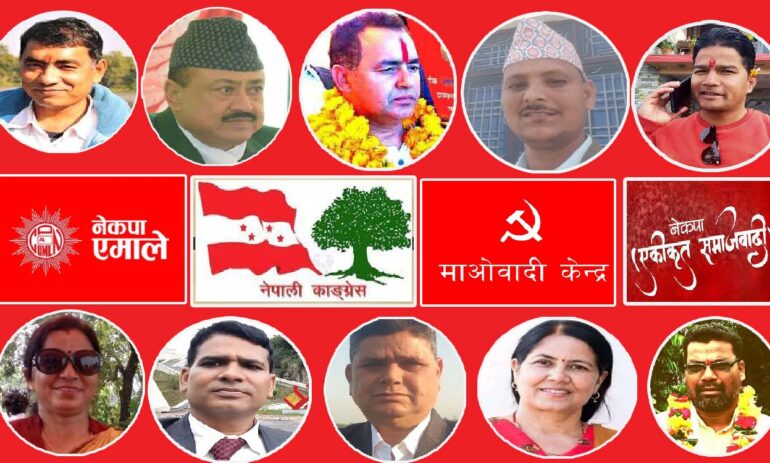 नेकपा
एमाले
नेपाली काङ्ग्रेस
माओवादी केन्द्र
नेकपा
(एकीकृत समाजवादी)